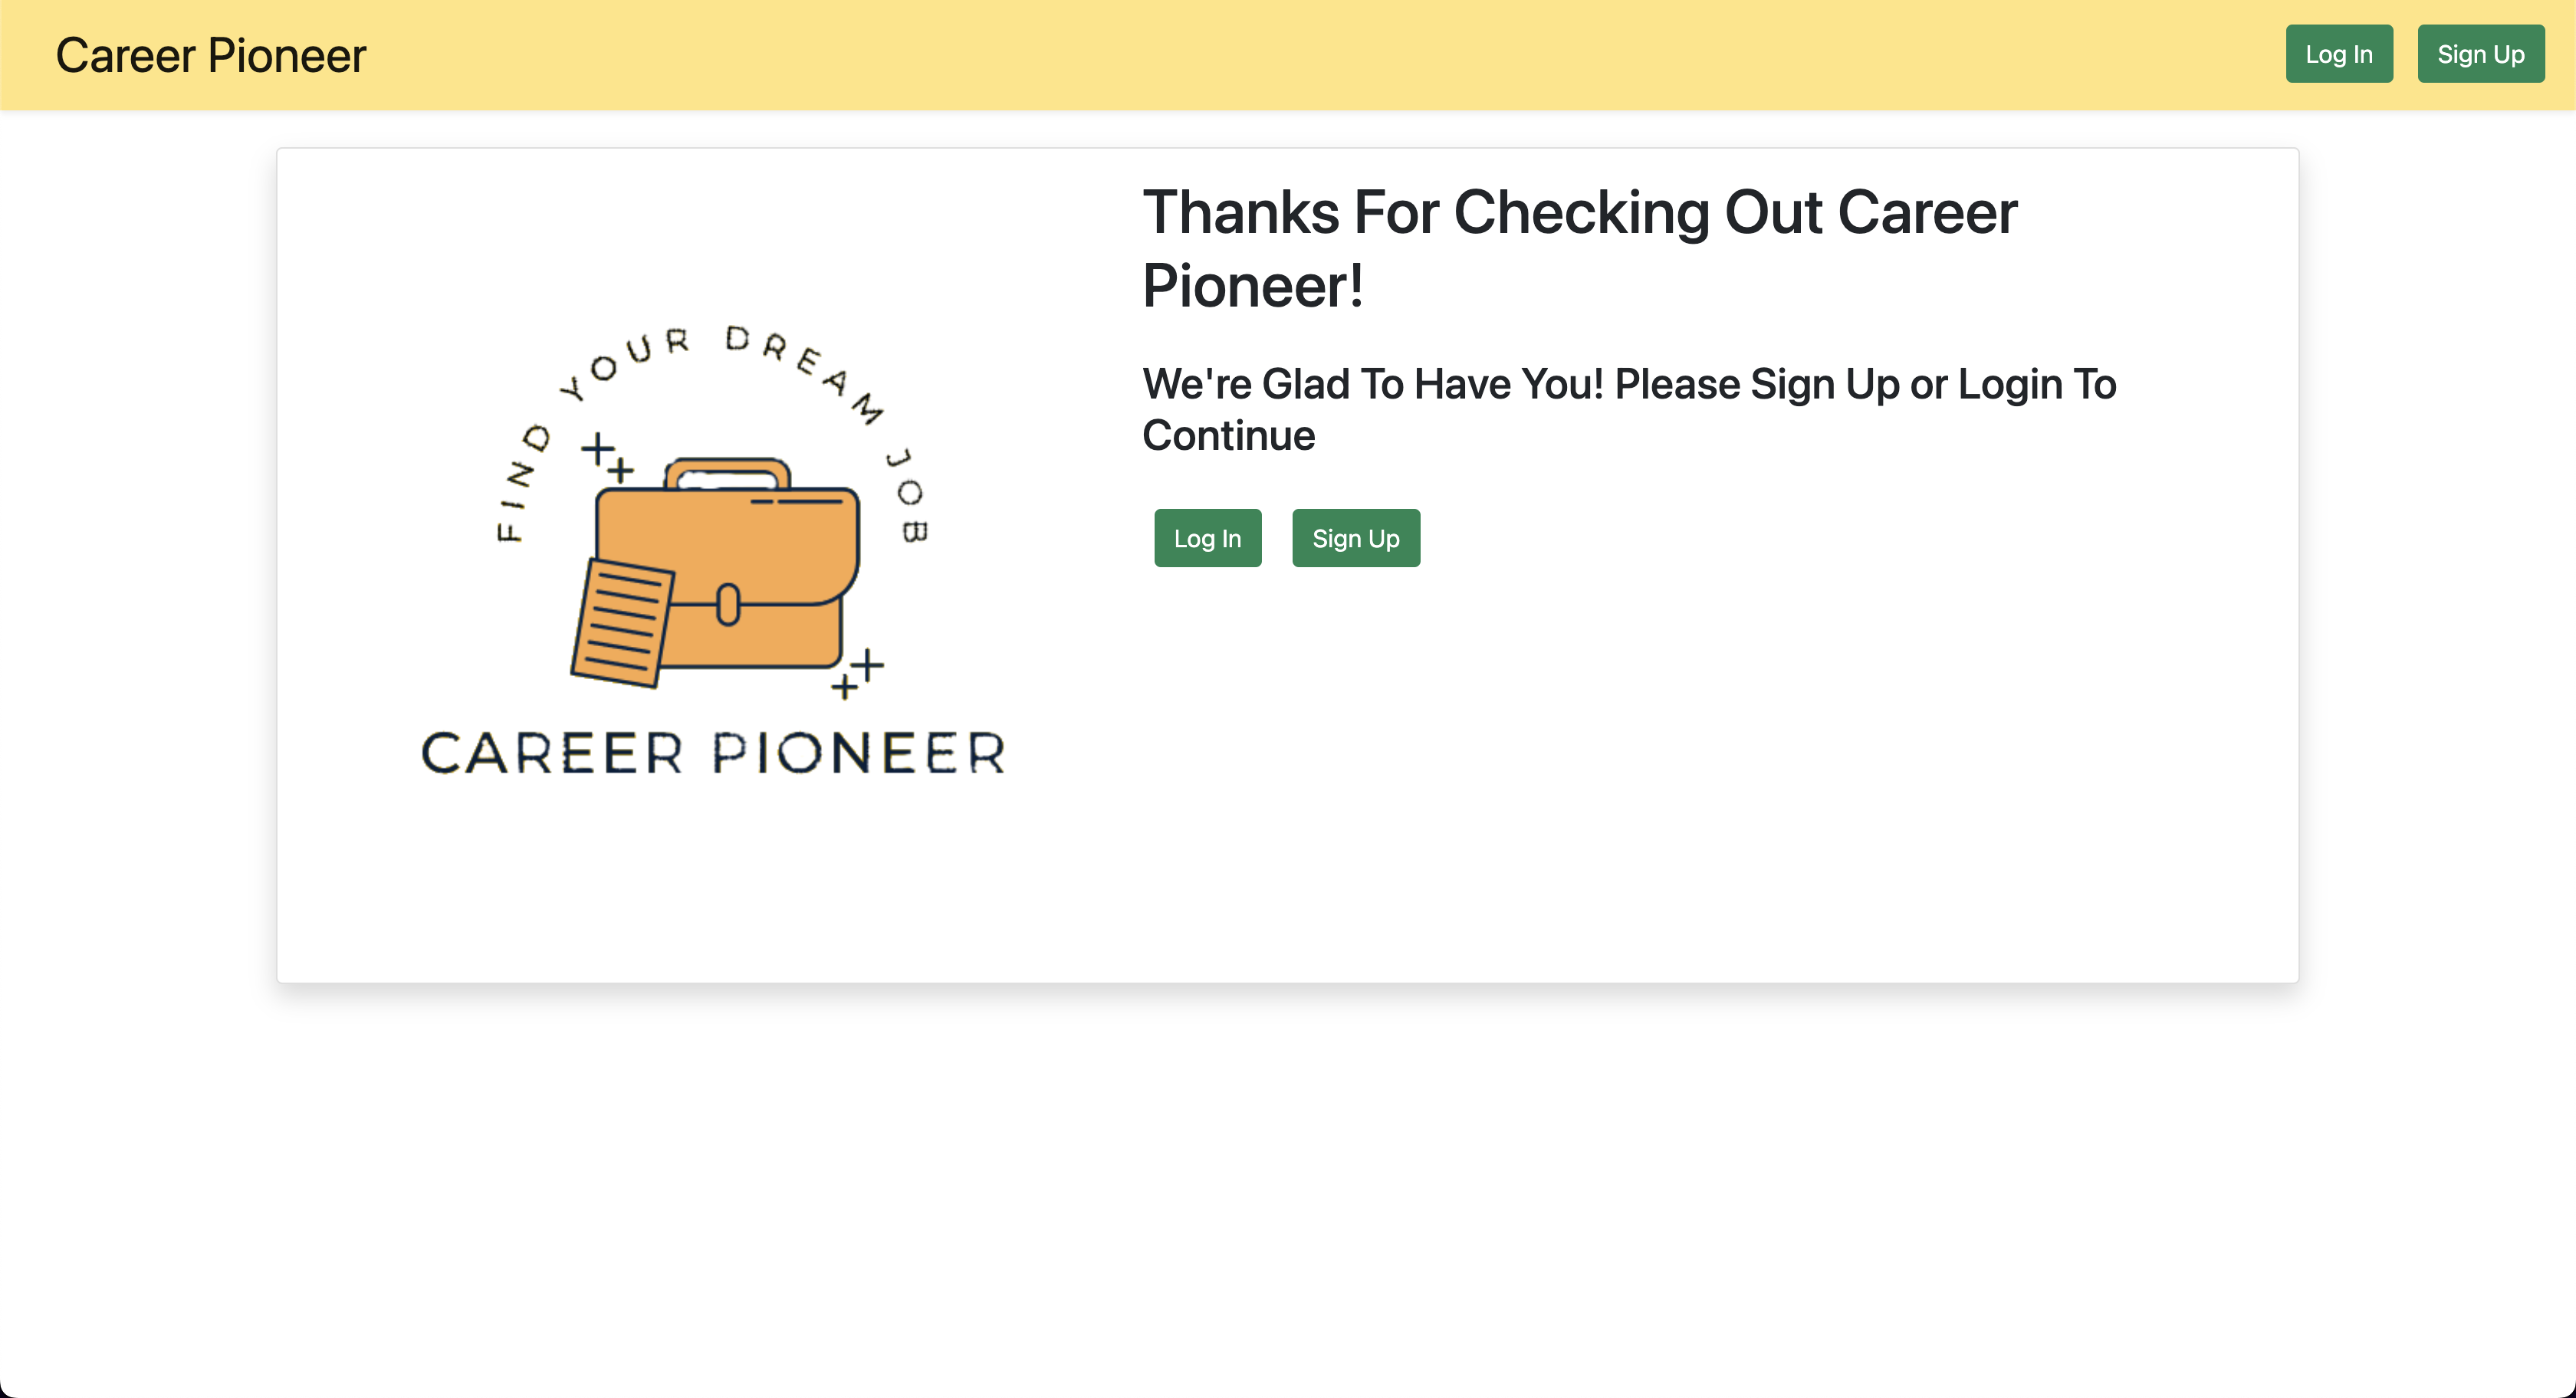 Career Pioneer
Log In
Sign Up
Thanks For Checking Out Career
Pioneer!
We're Glad To Have You! Please Sign Up or Login To
Continue
Log In
Sign Up
FIND YOUR DREAM JOB
CAREER PIONEER